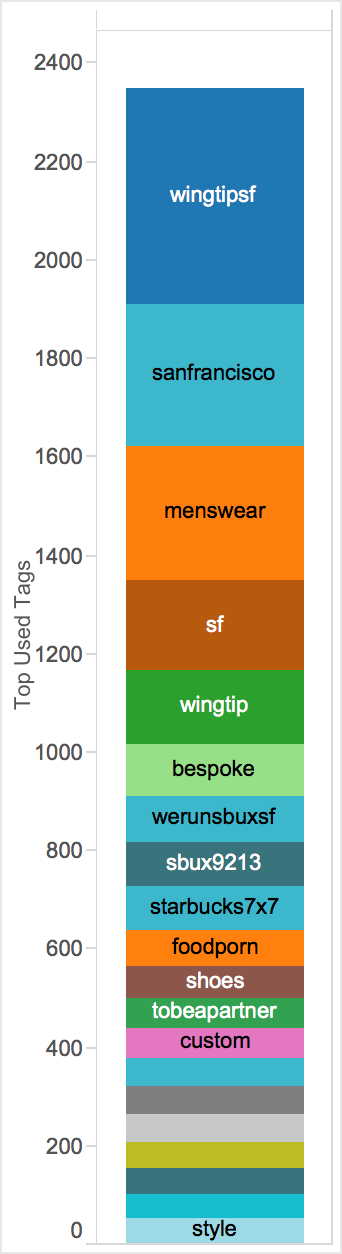 2400
2200
2000
1800
1600
1400
1200
1000
800
600
400
200
0
Top Used Tags
wingtipsf
sanfrancisco
menswear
sf
wingtip
bespoke
werunsbuxsf
sbux9213
starbucks7x7
foodporn
shoes
tobeapartner
custom
style